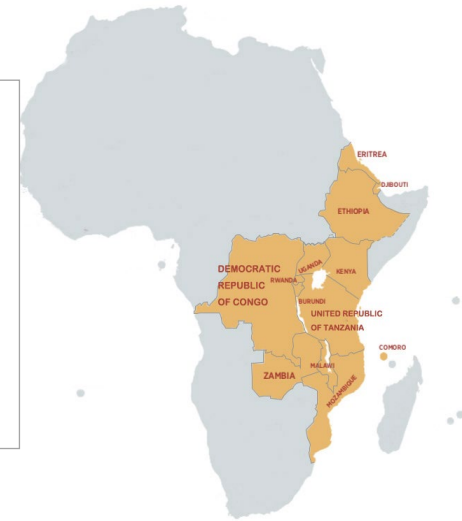 ERITREA
DJIBOUTI
ETHIOPIA
DEMOCRATIC
REPUBLIC
OF CONGO
UGANDA
KENYA
RWANDA
BURUNDI
UNITED REPUBLIC
OF TANZANIA
COMORO
MALAWI
ZAMBIA
MOZAMBIQUE